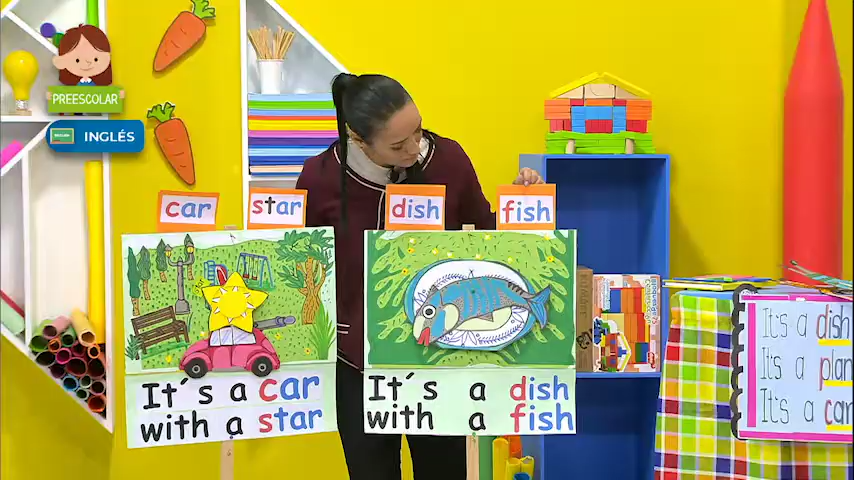 PREESCOLAR
INGLÉS
car
star
dish
fish
It´s a car
with a star
It´s a dish
with a fish
It's a dish
It's a plan
It's a car